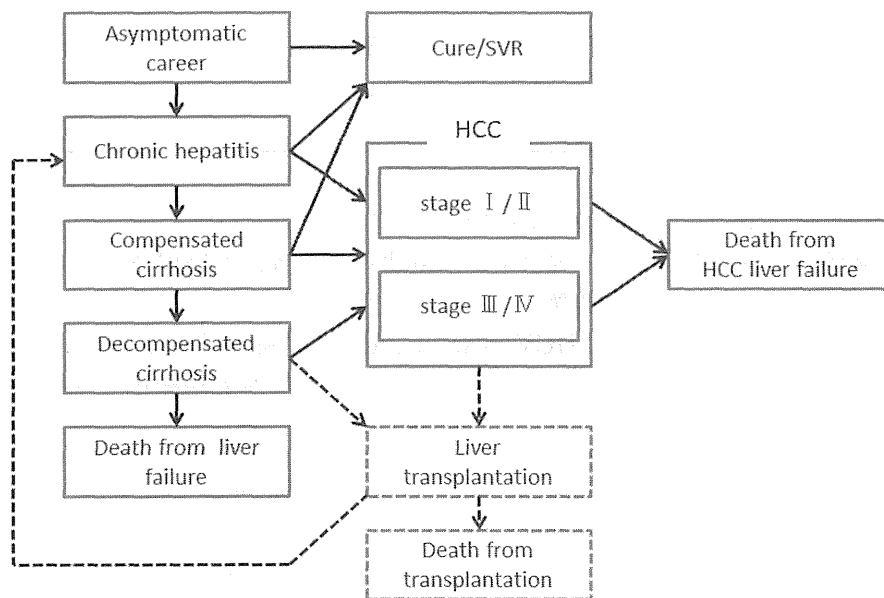 Asymptomatic
career
Cure/SVR
Chronic hepatitis
HCC
stage Ⅰ/Ⅱ
Compensated
cirrhosis
Death from
HCC liver failure
stage Ⅲ/Ⅳ
Decompensated
cirrhosis
Death from liver
failure
Liver
transplantation
Death from
transplantation